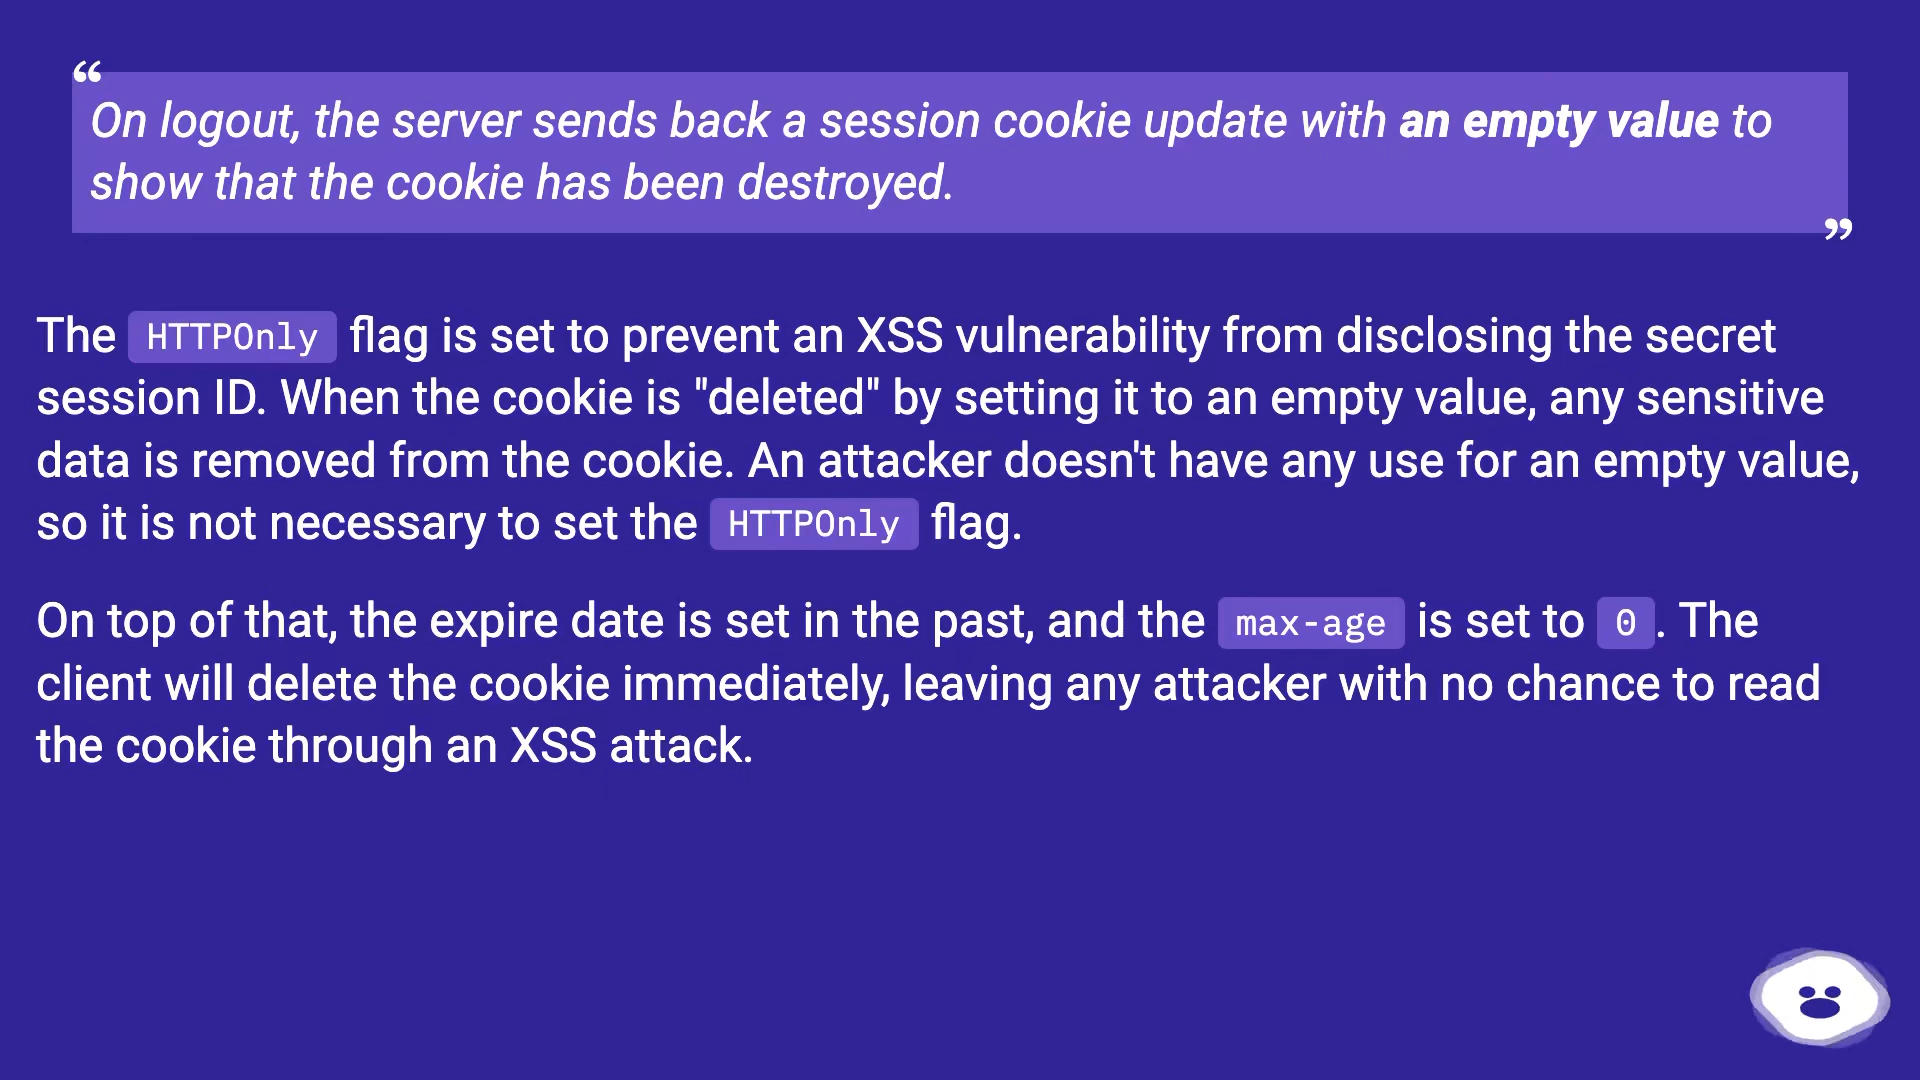 “
On logout, the server sends back a session cookie update with an empty value to
show that the cookie has been destroyed.
”
The HTTPOnly flag is set to prevent an XSS vulnerability from disclosing the secret
session ID. When the cookie is "deleted" by setting it to an empty value, any sensitive
data is removed from the cookie. An attacker doesn't have any use for an empty value,
so it is not necessary to set the HTTPOnly flag.
On top of that, the expire date is set in the past, and the max-age is set to 0. The
client will delete the cookie immediately, leaving any attacker with no chance to read
the cookie through an XSS attack.